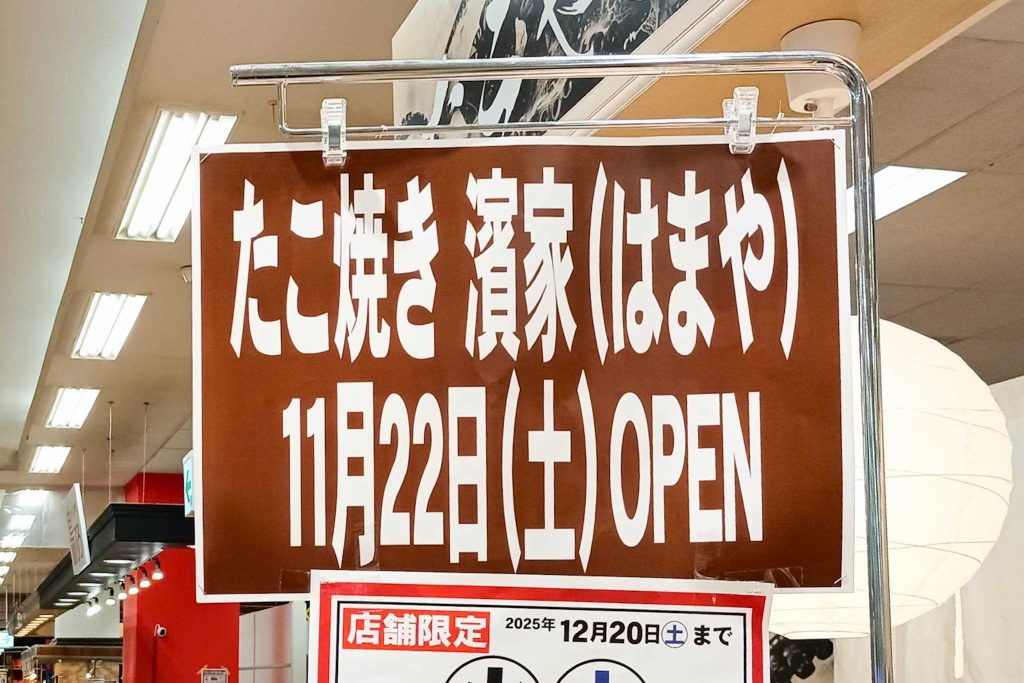 たこ焼き 濱家(はまや)
11月22日(土)OPEN
店舗限定 2025年 12月20日㊏まで